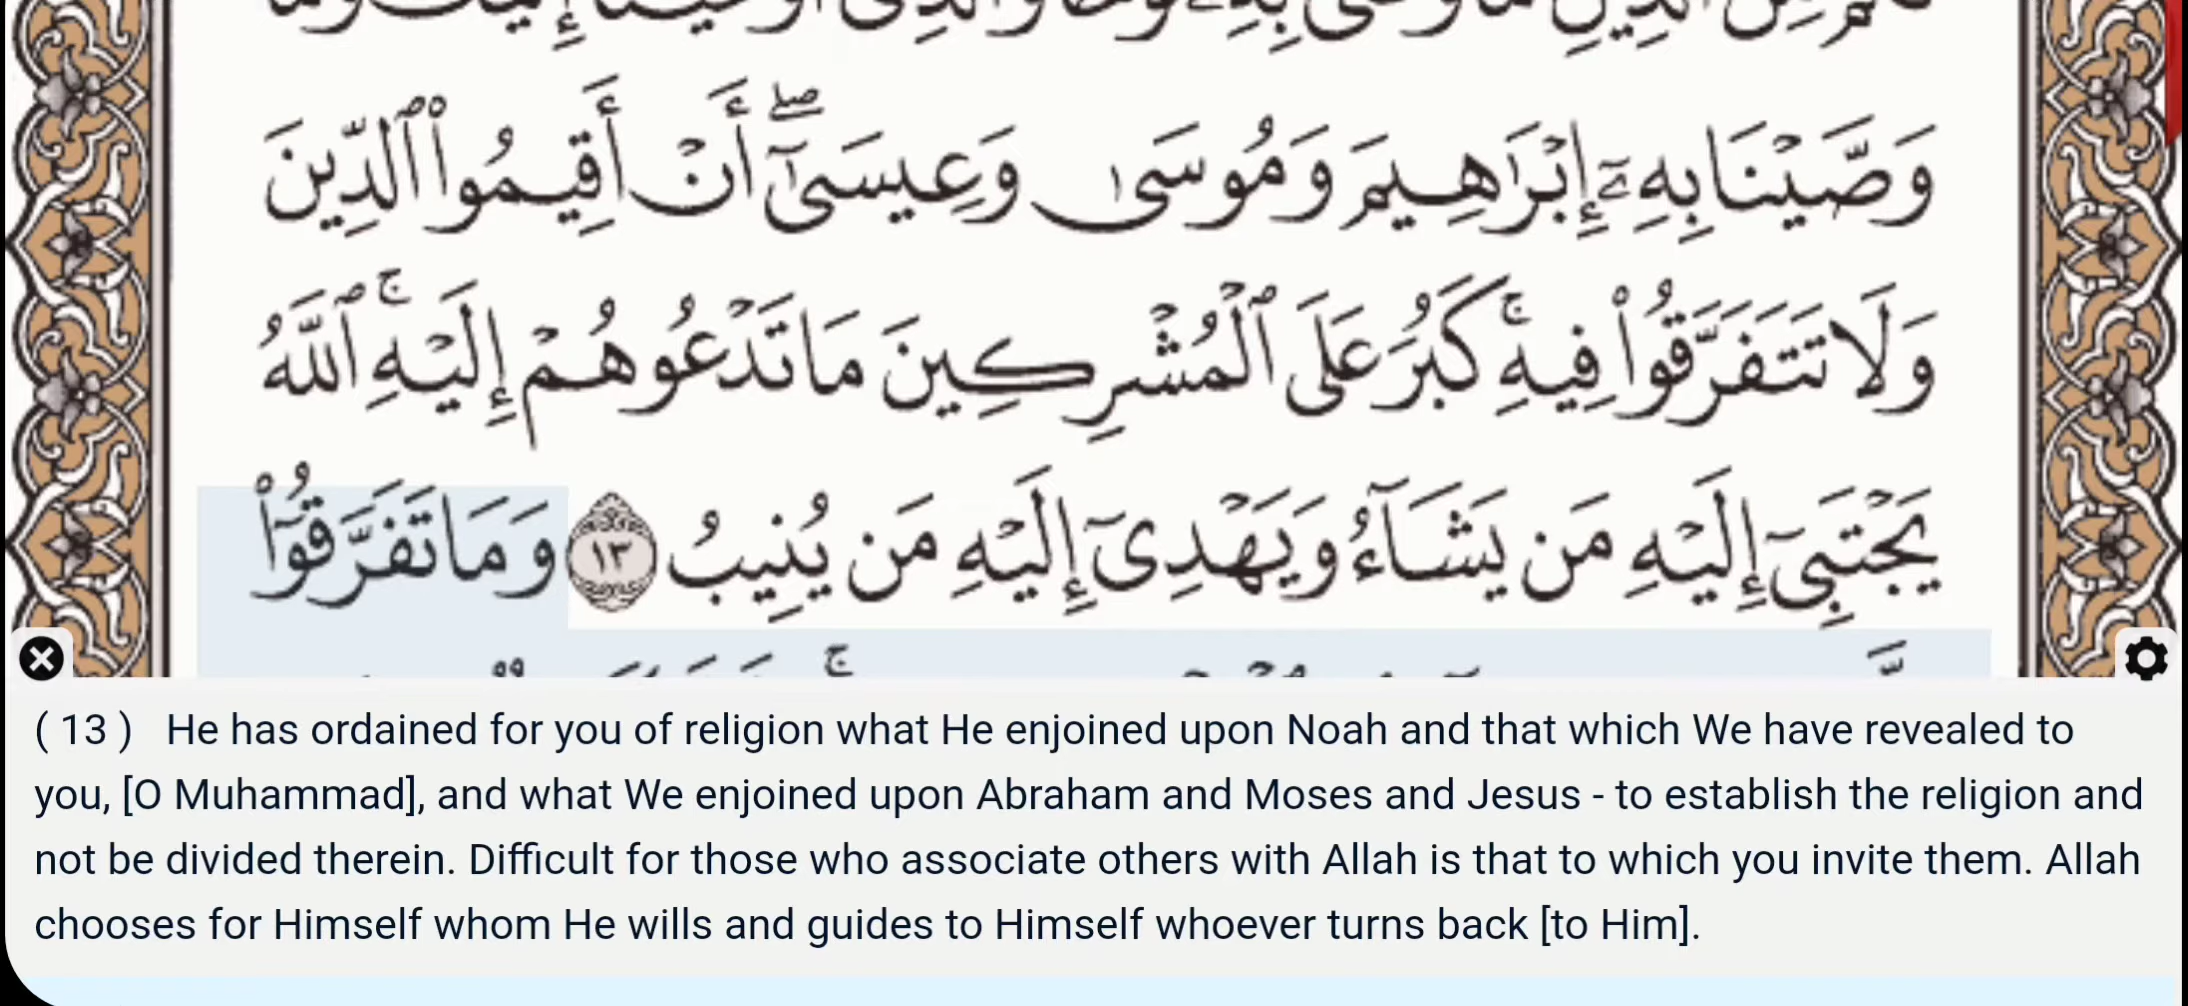 وَصَّيْنَا بِهِۦٓ إِبْرَٰهِيمَ وَمُوسَىٰ وَعِيسَىٰٓ ۖ أَنْ أَقِيمُوا۟ ٱلدِّينَ
وَلَا تَتَفَرَّقُوا۟ فِيهِ ۚ كَبُرَ عَلَى ٱلْمُشْرِكِينَ مَا تَدْعُوهُمْ إِلَيْهِ ۚ ٱللَّهُ
يَجْتَبِىٓ إِلَيْهِ مَن يَشَآءُ وَيَهْدِىٓ إِلَيْهِ مَن يُنِيبُ ١٣ وَمَا تَفَرَّقُوٓا۟
( 13 ) He has ordained for you of religion what He enjoined upon Noah and that which We have revealed to
you, [O Muhammad], and what We enjoined upon Abraham and Moses and Jesus - to establish the religion and
not be divided therein. Difficult for those who associate others with Allah is that to which you invite them. Allah
chooses for Himself whom He wills and guides to Himself whoever turns back [to Him].